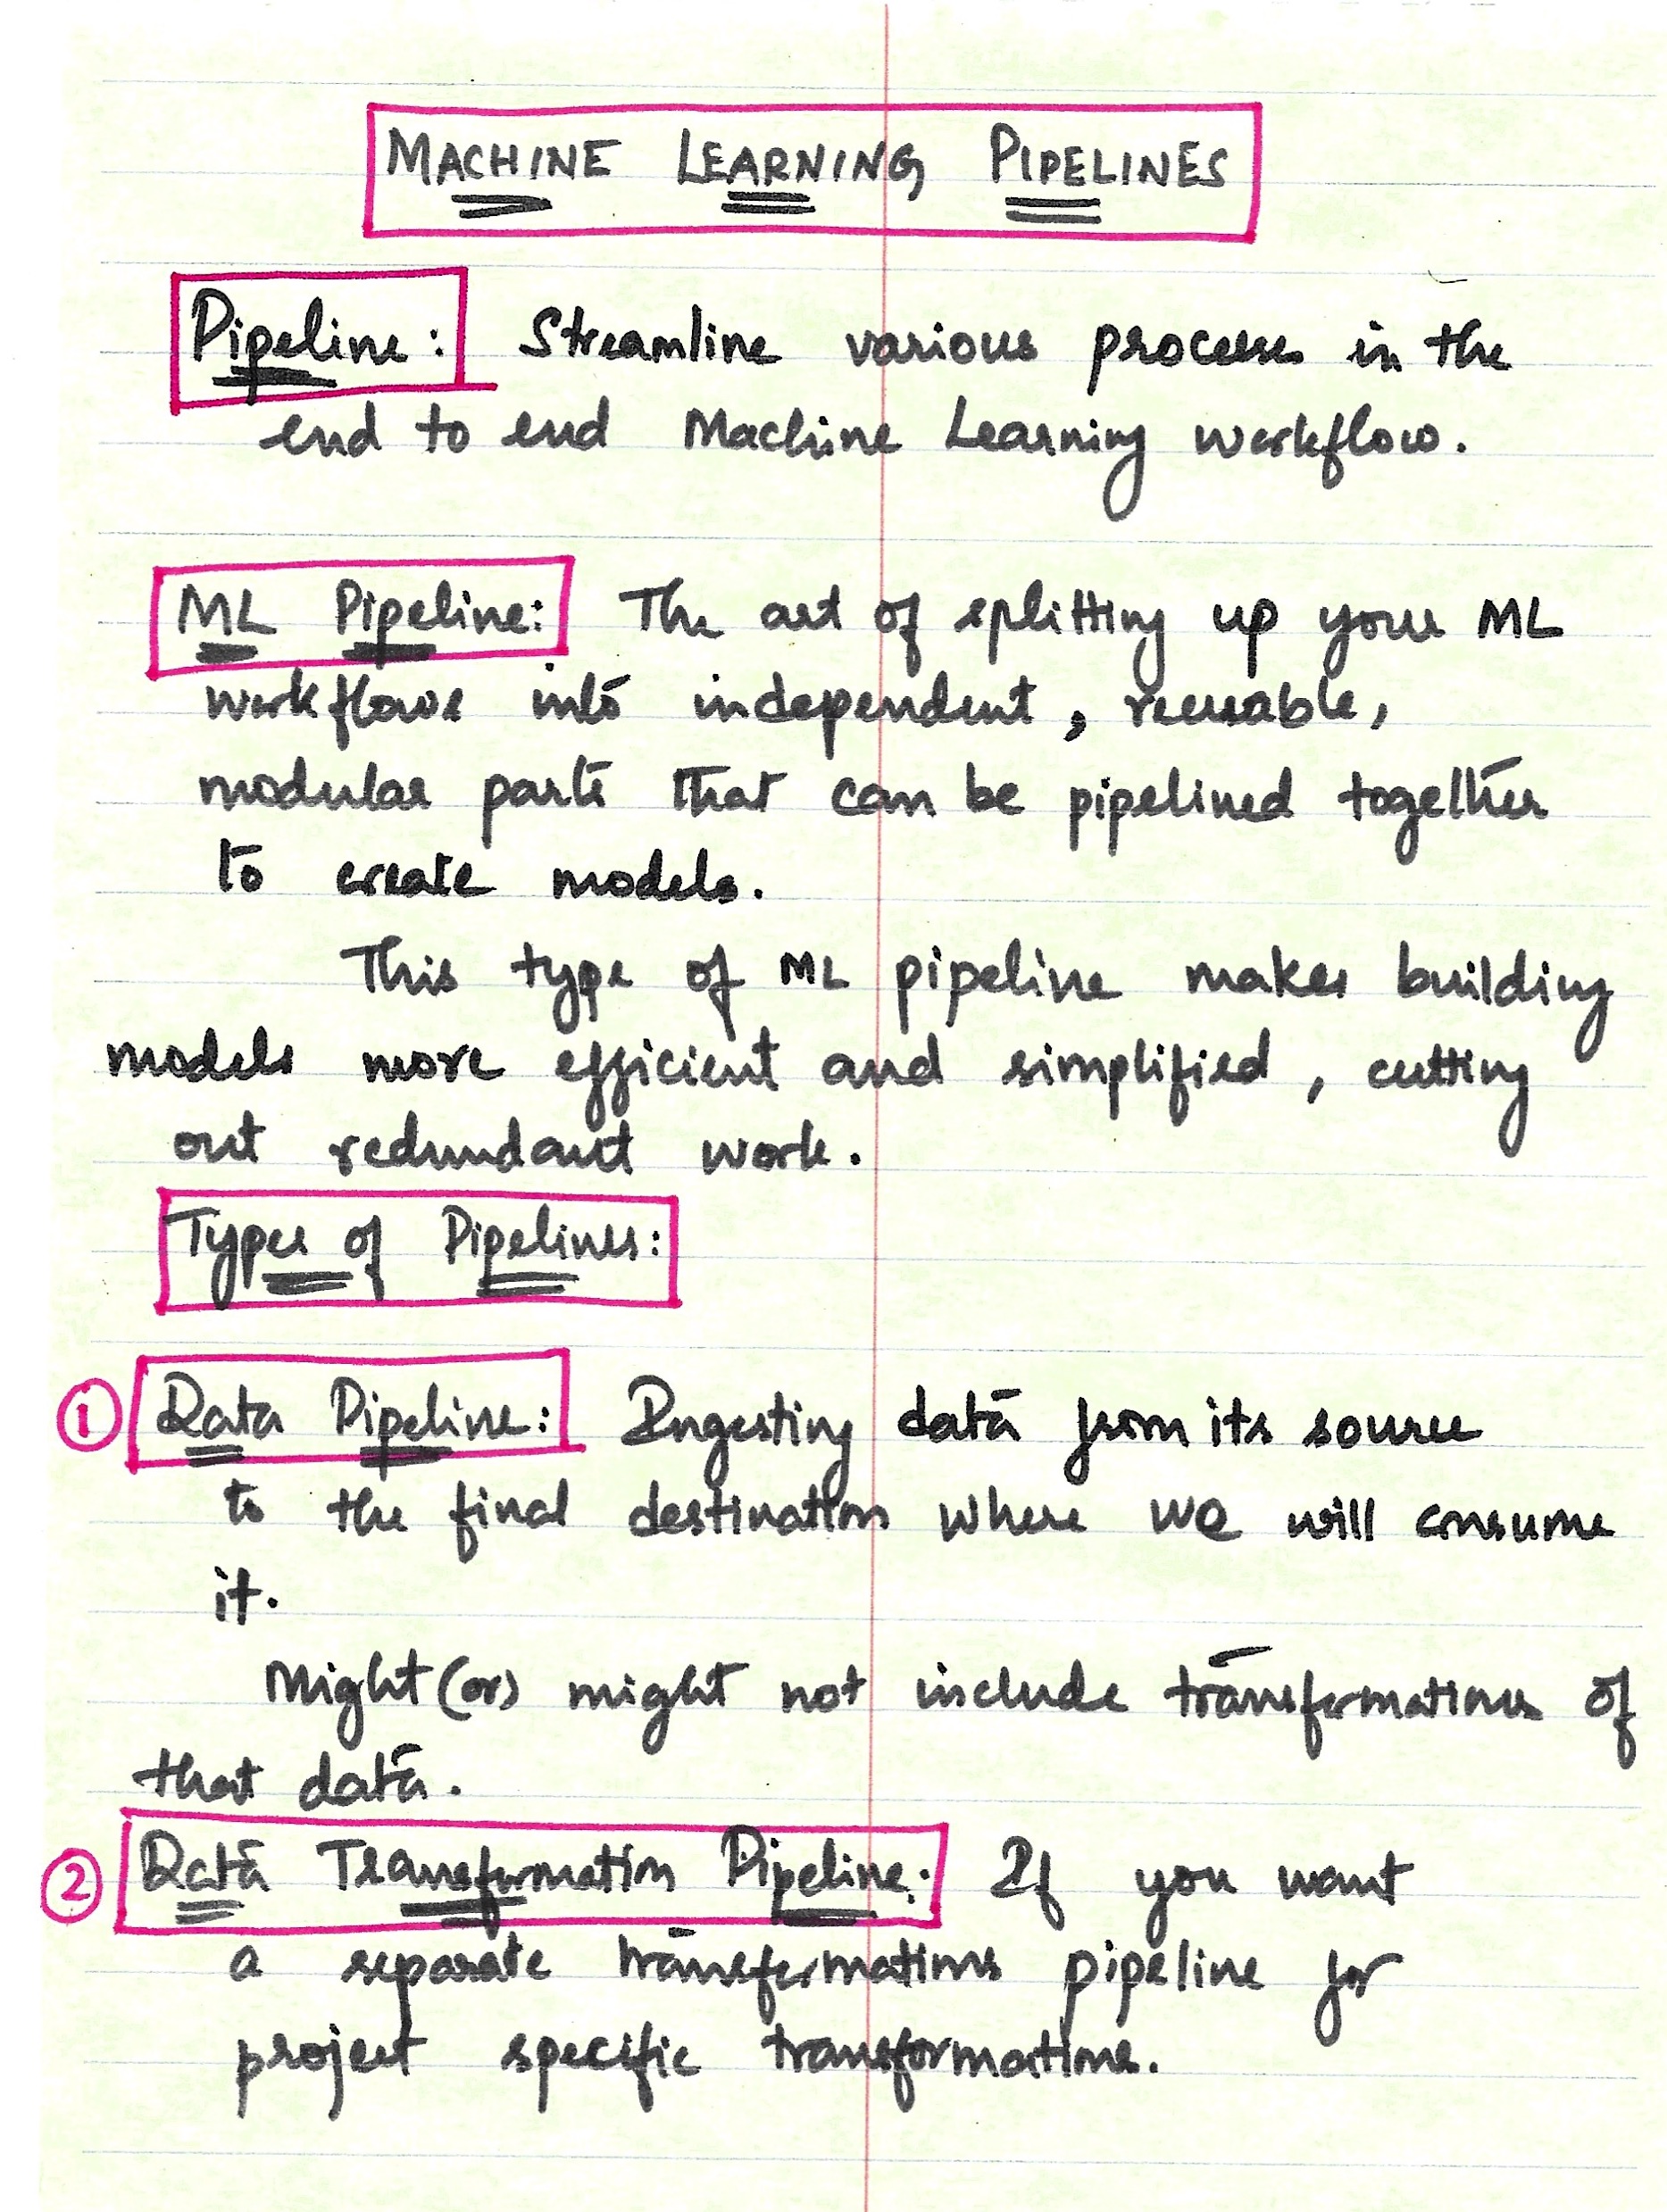 MACHINE LEARNING PIPELINES
Pipeline: Streamline various processes in the
end to end Machine Learning workflow.
ML Pipeline: The art of splitting up your ML
workflows into independent, reusable,
modular parts that can be pipelined together
to create models.
This type of ML pipeline makes building
models more efficient and simplified, cutting
out redundant work.
Types of Pipelines:
① Data Pipeline: Ingesting data from its source
to the final destination where we will consume
it.
Might (or) might not include transformations of
that data.
② Data Transformation Pipeline: If you want
a separate transformations pipeline for
project specific transformations.